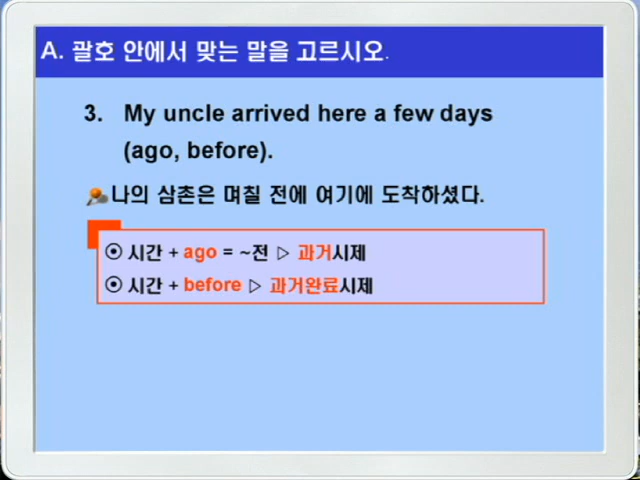 A. 괄호 안에서 맞는 말을 고르시오.
3. My uncle arrived here a few days
(ago, before).
나의 삼촌은 며칠 전에 여기에 도착하셨다.
⊙ 시간 + ago = ~전 ▷ 과거시제
⊙ 시간 + before ▷ 과거완료시제